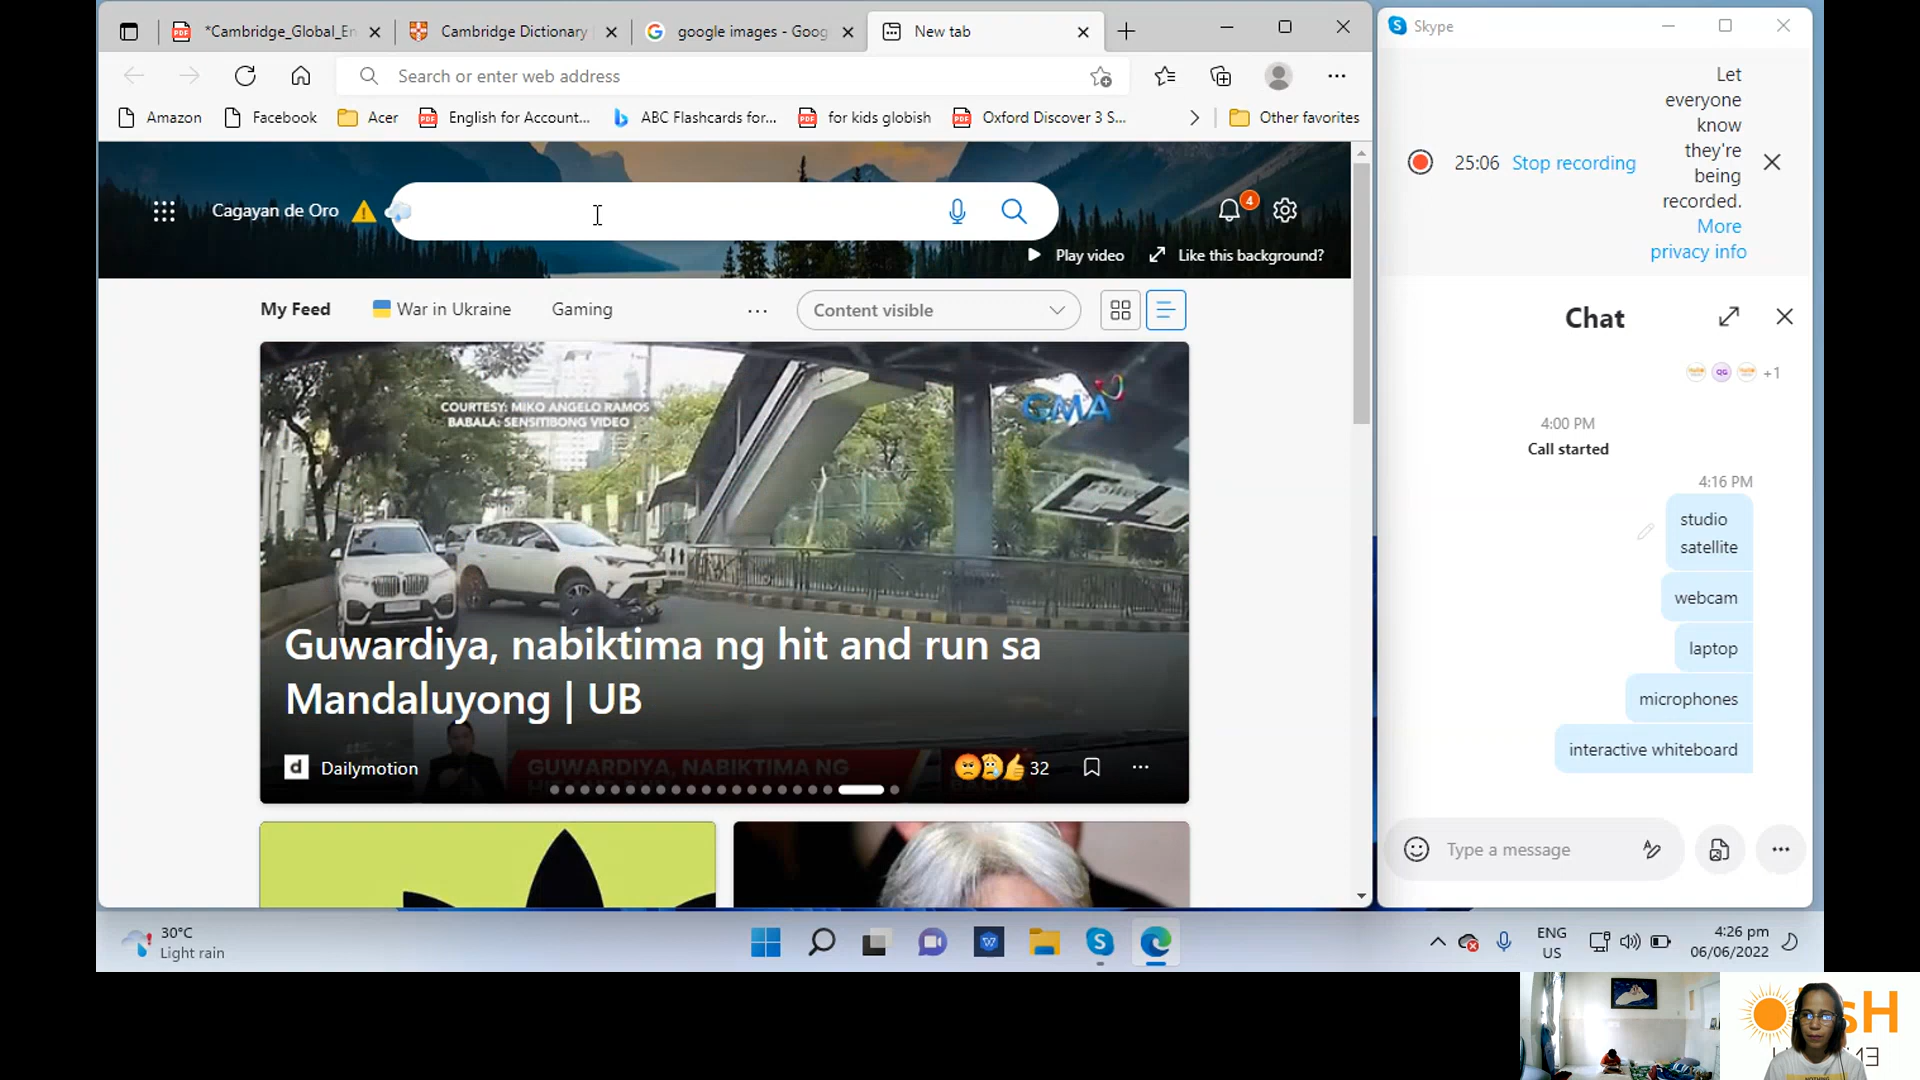 *Cambridge_Global_En
Cambridge Dictionary
google images - Goog
New tab
Search or enter web address
Amazon
Facebook
Acer
English for Account...
ABC Flashcards for...
for kids globish
Oxford Discover 3 S...
Other favorites
Cagayan de Oro
4
Play video
Like this background?
My Feed
War in Ukraine
Gaming
Content visible
COURTESY: MIKO ANGELO RAMOS
BABALA: SENSITIBONG VIDEO
GMA
Guwardiya, nabiktima ng hit and run sa
Mandaluyong | UB
d Dailymotion
GUWARDIYA, NABIKTIMA NG
32
Skype
Let
everyone
know
they're
being
recorded.
More
privacy info
25:06 Stop recording
Chat
QG
+1
4:00 PM
Call started
4:16 PM
studio
satellite
webcam
laptop
microphones
interactive whiteboard
Type a message
30°C
Light rain
ENG
US
4:26 pm
06/06/2022